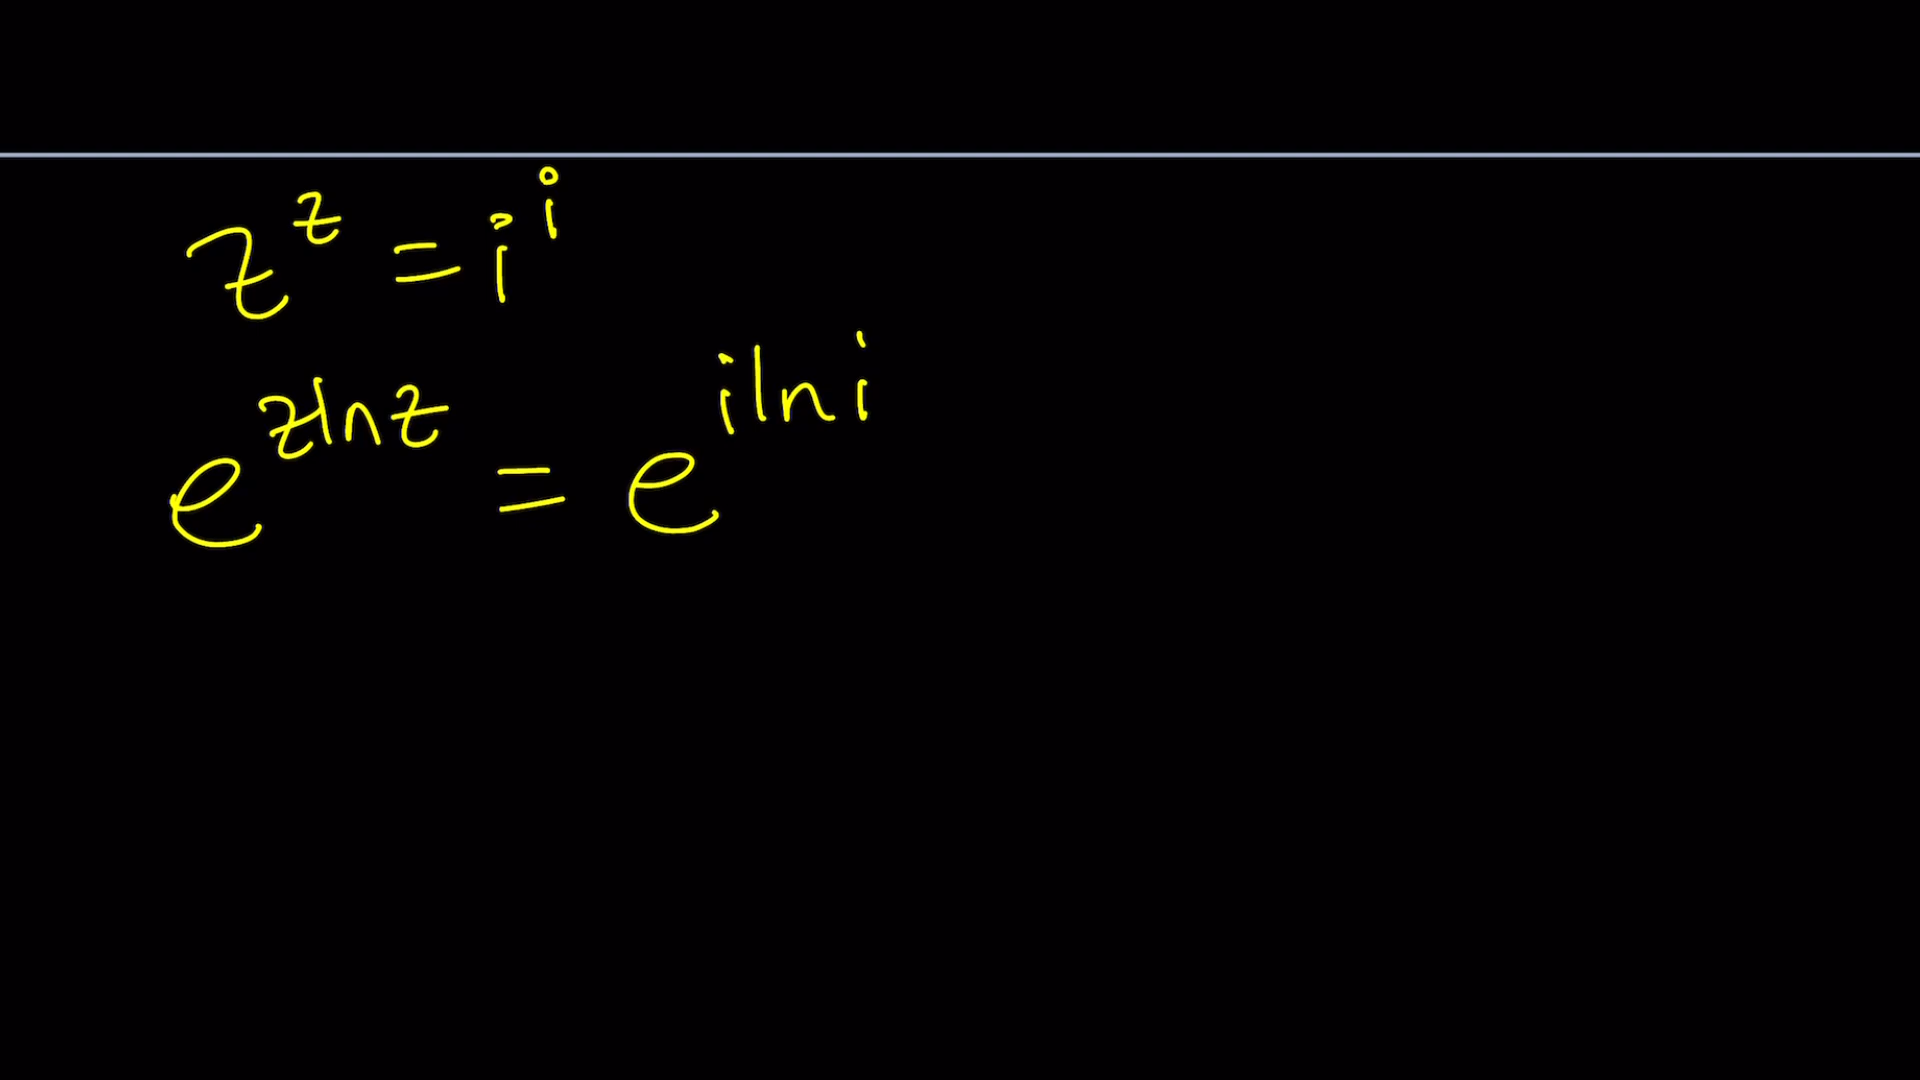 z^z = i^i
e^{z ln z} = e^{i ln i}